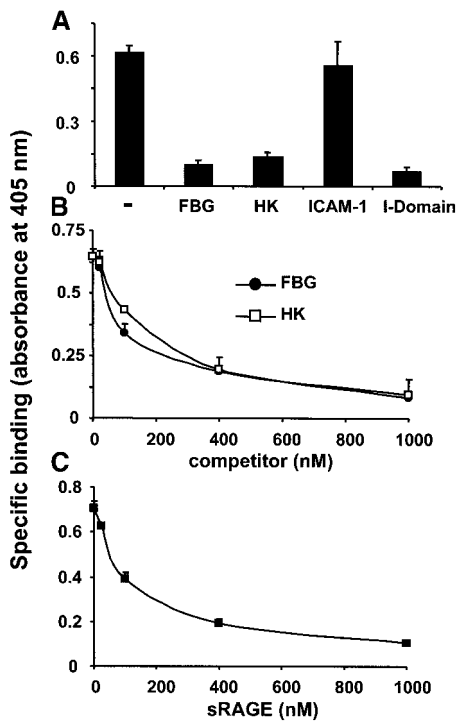 Specific binding (absorbance at 405 nm)
A
0.6
0.3
0
- FBG HK ICAM-1 I-Domain
B
0.75
0.5
0.25
0
FBG
HK
0 200 400 600 800 1000
competitor (nM)
C
0.8
0.6
0.4
0.2
0
0 200 400 600 800 1000
sRAGE (nM)